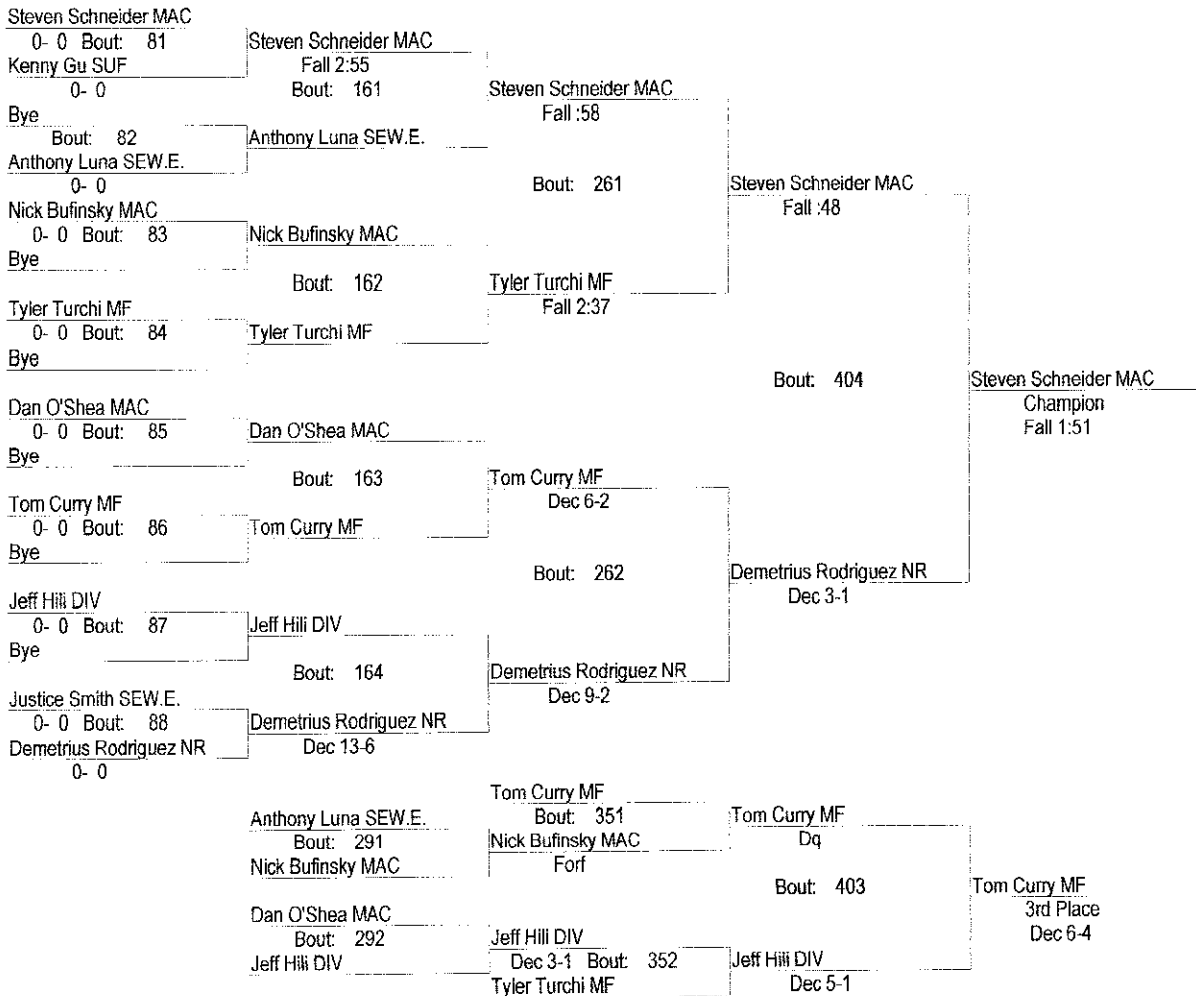 Steven Schneider MAC
0- 0 Bout: 81
Kenny Gu SUF
0- 0
Bye
Bout: 82
Anthony Luna SEW.E.
0- 0
Nick Bufinsky MAC
0- 0 Bout: 83
Bye
Tyler Turchi MF
0- 0 Bout: 84
Bye
Dan O'Shea MAC
0- 0 Bout: 85
Bye
Tom Curry MF
0- 0 Bout: 86
Bye
Jeff Hili DIV
0- 0 Bout: 87
Bye
Justice Smith SEW.E.
0- 0 Bout: 88
Demetrius Rodriguez NR
0- 0
Steven Schneider MAC
Fall 2:55
Bout: 161
Anthony Luna SEW.E.
Nick Bufinsky MAC
Bout: 162
Tyler Turchi MF
Dan O'Shea MAC
Bout: 163
Tom Curry MF
Jeff Hili DIV
Bout: 164
Demetrius Rodriguez NR
Dec 13-6
Steven Schneider MAC
Fall :58
Bout: 261
Tyler Turchi MF
Fall 2:37
Tom Curry MF
Dec 6-2
Bout: 262
Demetrius Rodriguez NR
Dec 9-2
Steven Schneider MAC
Fall :48
Bout: 404
Demetrius Rodriguez NR
Dec 3-1
Steven Schneider MAC
Champion
Fall 1:51
Anthony Luna SEW.E.
Bout: 291
Nick Bufinsky MAC
Dan O'Shea MAC
Bout: 292
Jeff Hili DIV
Tom Curry MF
Bout: 351
Nick Bufinsky MAC
Forf
Jeff Hili DIV
Dec 3-1 Bout: 352
Tyler Turchi MF
Tom Curry MF
Dq
Bout: 403
Jeff Hili DIV
Dec 5-1
Tom Curry MF
3rd Place
Dec 6-4